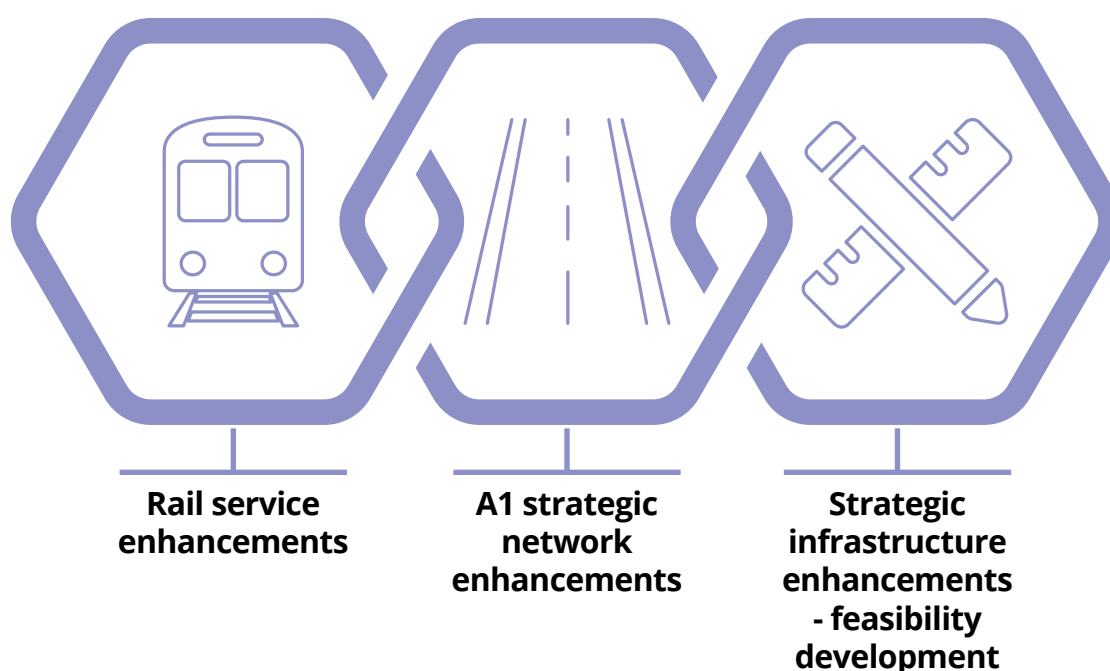 Rail service
enhancements
A1 strategic
network
enhancements
Strategic
infrastructure
enhancements
- feasibility
development